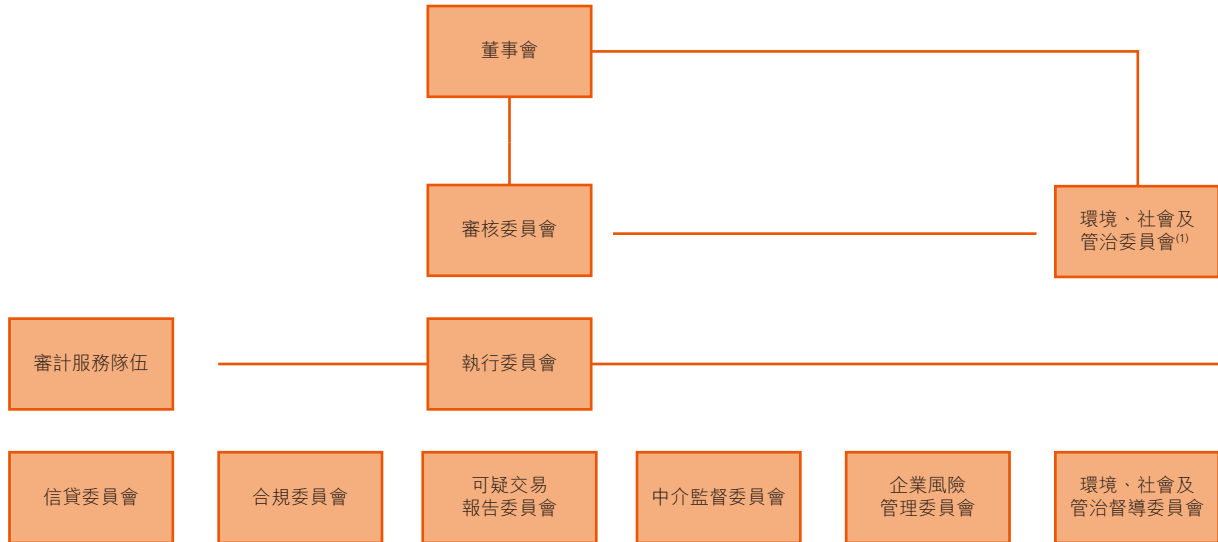 董事會
審核委員會
環境、社會及
管治委員會(1)
審計服務隊伍
執行委員會
信貸委員會
合規委員會
可疑交易
報告委員會
中介監督委員會
企業風險
管理委員會
環境、社會及
管治督導委員會